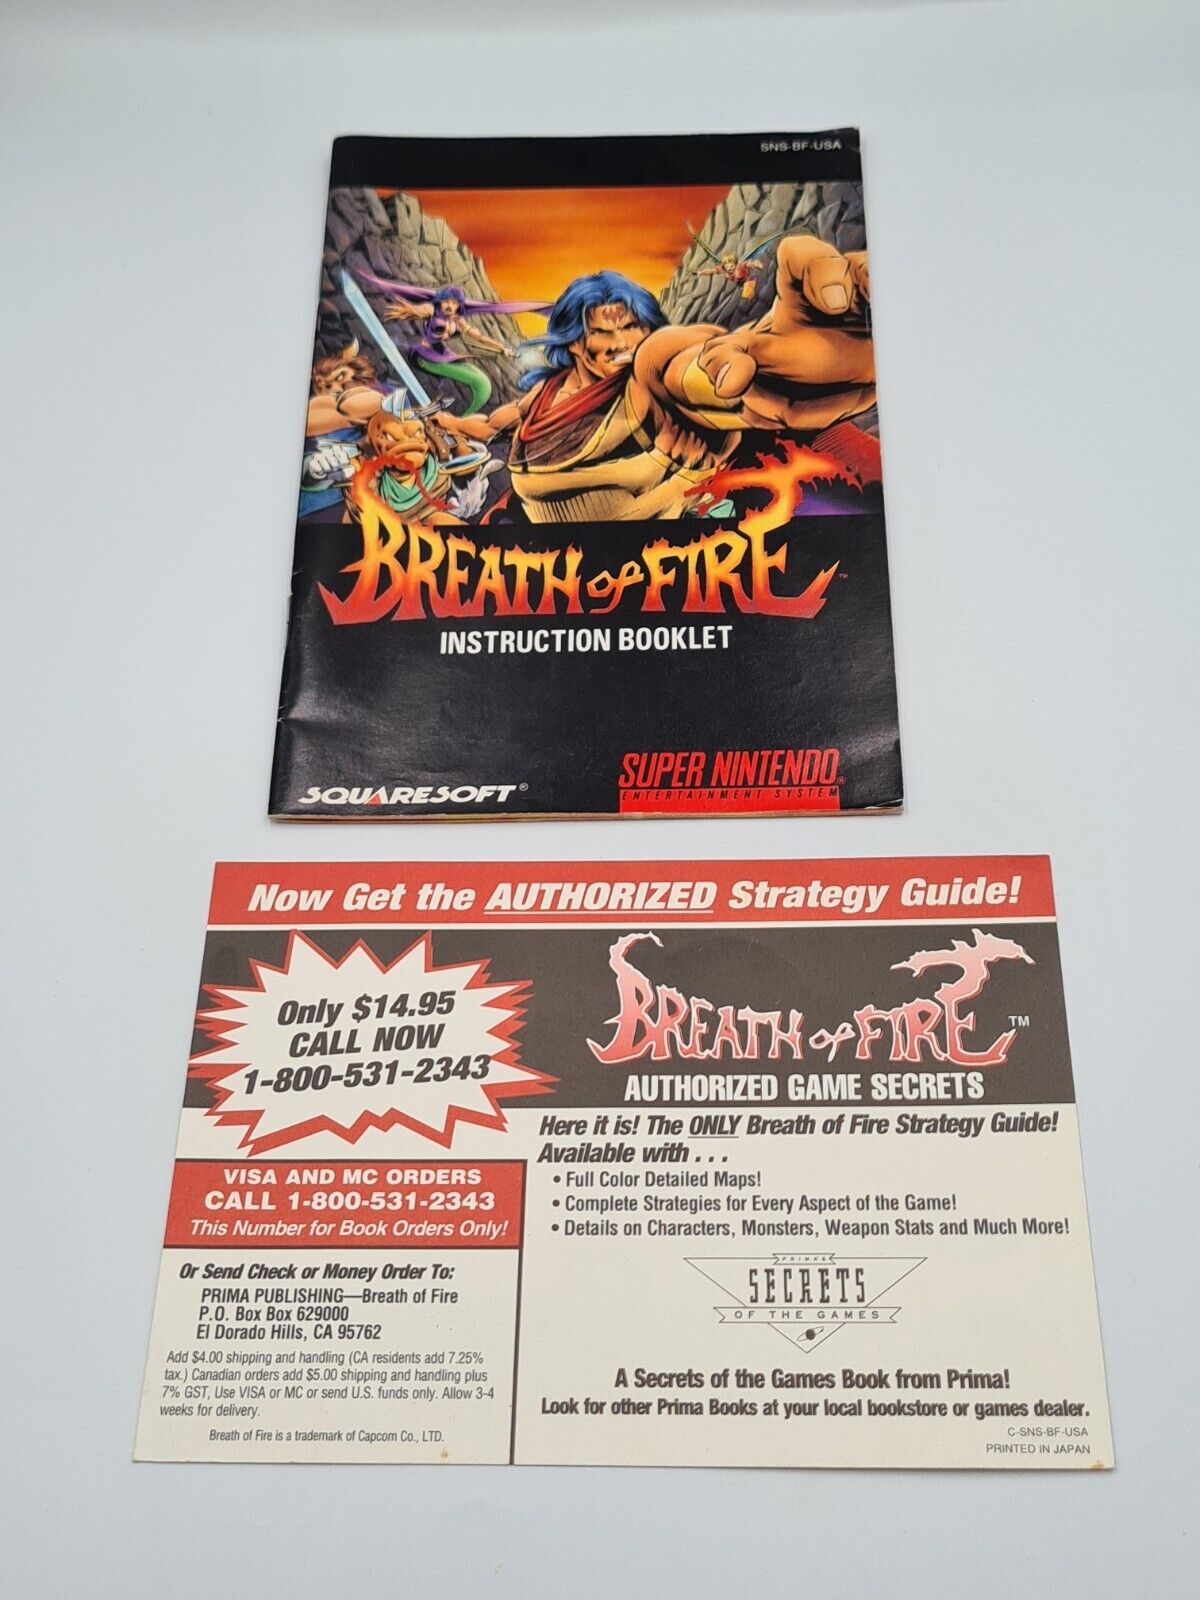 SNS-BF-USA
BREATH OF FIRE™
INSTRUCTION BOOKLET
SUPER NINTENDO®
ENTERTAINMENT SYSTEM
SQUARESOFT®
Now Get the AUTHORIZED Strategy Guide!
Only $14.95
CALL NOW
1-800-531-2343
VISA AND MC ORDERS
CALL 1-800-531-2343
This Number for Book Orders Only!
Or Send Check or Money Order To:
PRIMA PUBLISHING—Breath of Fire
P.O. Box Box 629000
El Dorado Hills, CA 95762
Add $4.00 shipping and handling (CA residents add 7.25%
tax.) Canadian orders add $5.00 shipping and handling plus
7% GST, Use VISA or MC or send U.S. funds only. Allow 3-4
weeks for delivery.
Breath of Fire is a trademark of Capcom Co., LTD.
BREATH OF FIRE™
AUTHORIZED GAME SECRETS
Here it is! The ONLY Breath of Fire Strategy Guide!
Available with . . .
• Full Color Detailed Maps!
• Complete Strategies for Every Aspect of the Game!
• Details on Characters, Monsters, Weapon Stats and Much More!
PRIMA'S
SECRETS
OF THE GAMES
A Secrets of the Games Book from Prima!
Look for other Prima Books at your local bookstore or games dealer.
C-SNS-BF-USA
PRINTED IN JAPAN